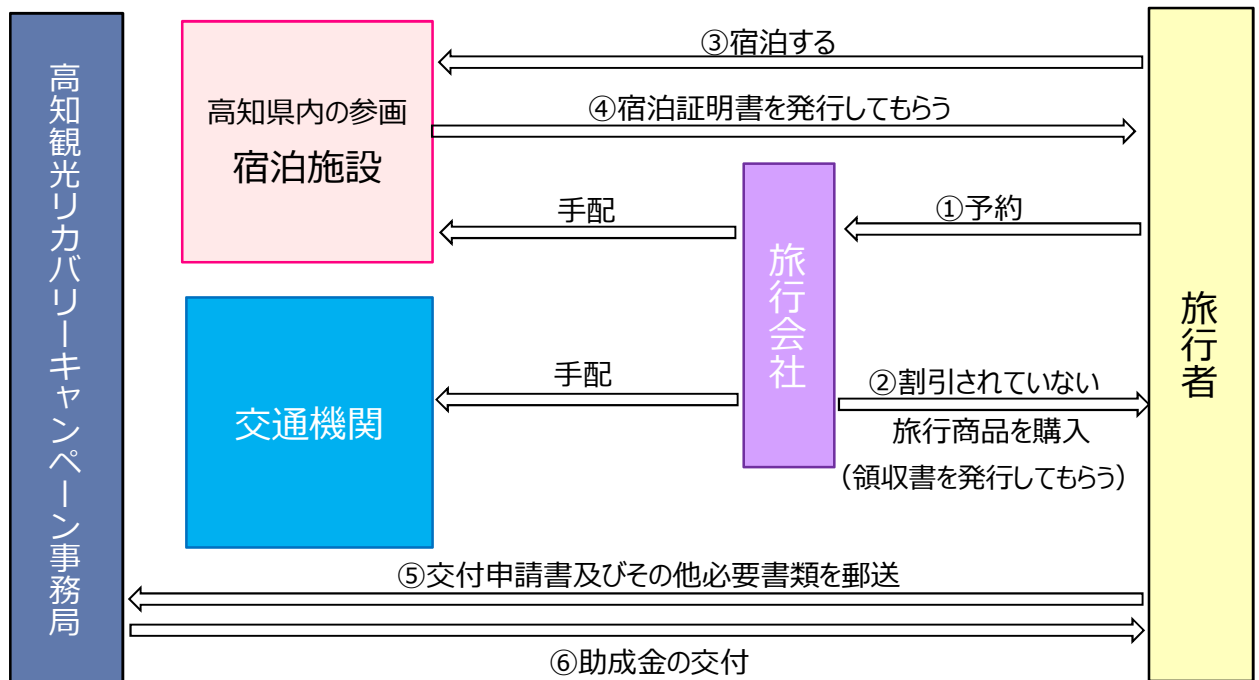 高知観光リカバリーキャンペーン事務局
高知県内の参画
宿泊施設
交通機関
旅行会社
旅行者
③宿泊する
④宿泊証明書を発行してもらう
手配
①予約
手配
②割引されていない
旅行商品を購入
（領収書を発行してもらう）
⑤交付申請書及びその他必要書類を郵送
⑥助成金の交付